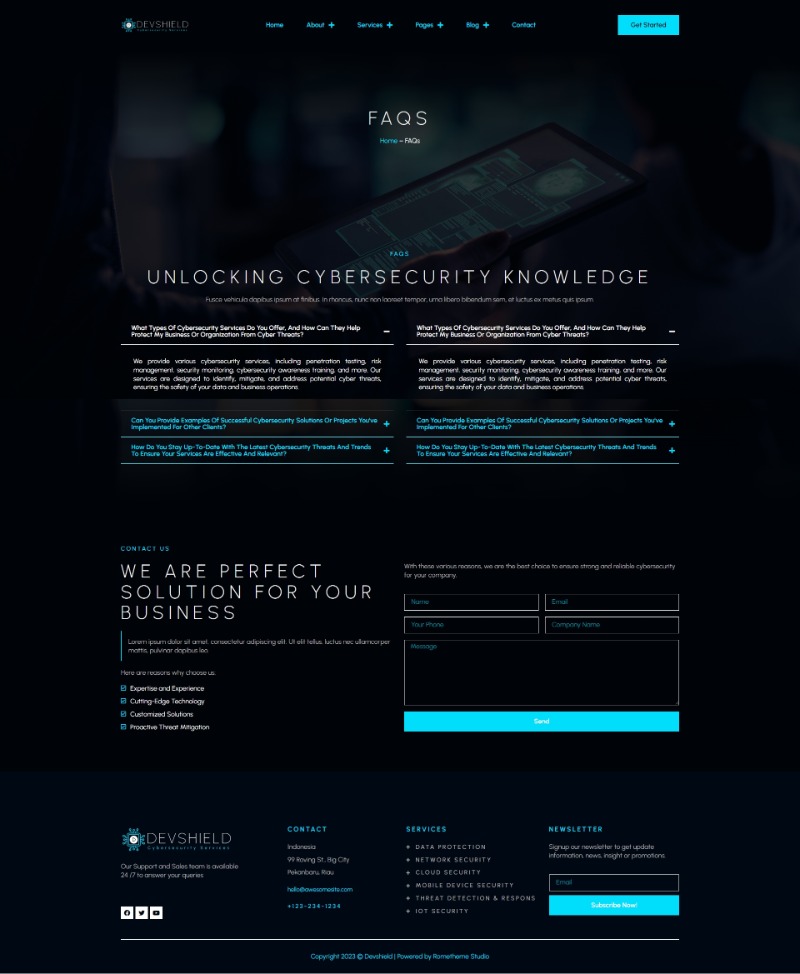 DEVSHIELD
Cybersecurity Services
Home About Services Pages Blog Contact
Get Started
FAQS
Home – FAQs
FAQS
UNLOCKING CYBERSECURITY KNOWLEDGE
Fusce vehicula dapibus ipsum at finibus. In rhoncus, nunc non laoreet tempor, urna libero bibendum sem, et luctus ex metus quis ipsum
What Types Of Cybersecurity Services Do You Offer, And How Can They Help
Protect My Business Or Organization From Cyber Threats?
We provide various cybersecurity services, including penetration testing, risk
management, security monitoring, cybersecurity awareness training, and more. Our
services are designed to identify, mitigate, and address potential cyber threats,
ensuring the safety of your data and business operations.
Can You Provide Examples Of Successful Cybersecurity Solutions Or Projects You've
Implemented For Other Clients?
How Do You Stay Up-To-Date With The Latest Cybersecurity Threats And Trends
To Ensure Your Services Are Effective And Relevant?
What Types Of Cybersecurity Services Do You Offer, And How Can They Help
Protect My Business Or Organization From Cyber Threats?
We provide various cybersecurity services, including penetration testing, risk
management, security monitoring, cybersecurity awareness training, and more. Our
services are designed to identify, mitigate, and address potential cyber threats,
ensuring the safety of your data and business operations.
Can You Provide Examples Of Successful Cybersecurity Solutions Or Projects You've
Implemented For Other Clients?
How Do You Stay Up-To-Date With The Latest Cybersecurity Threats And Trends
To Ensure Your Services Are Effective And Relevant?
CONTACT US
WE ARE PERFECT
SOLUTION FOR YOUR
BUSINESS
Lorem ipsum dolor sit amet, consectetur adipiscing elit. Ut elit tellus, luctus nec ullamcorper
mattis, pulvinar dapibus leo.
Here are reasons why choose us:
Expertise and Experience
Cutting-Edge Technology
Customized Solutions
Proactive Threat Mitigation
With these various reasons, we are the best choice to ensure strong and reliable cybersecurity
for your company.
Name
Email
Your Phone
Company Name
Message
Send
DEVSHIELD
Cybersecurity Services
Our Support and Sales team is available
24 /7 to answer your queries
CONTACT
Indonesia
99 Roving St., Big City
Pekanbaru, Riau
hello@awesomesite.com
+123-234-1234
SERVICES
DATA PROTECTION
NETWORK SECURITY
CLOUD SECURITY
MOBILE DEVICE SECURITY
THREAT DETECTION & RESPONS
IOT SECURITY
NEWSLETTER
Signup our newsletter to get update
information, news, insight or promotions.
Email
Subscribe Now!
Copyright 2023 © Devshield | Powered by Rometheme Studio